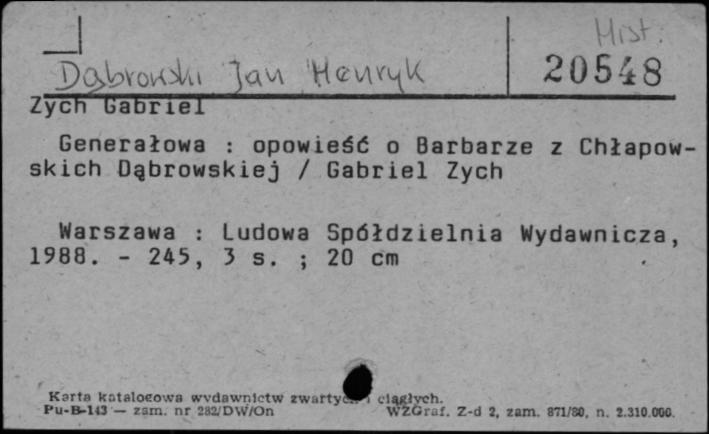 Hist.
Dąbrowski Jan Henryk
20548
Zych Gabriel
Generałowa : opowieść o Barbarze z Chłapow-
skich Dąbrowskiej / Gabriel Zych
Warszawa : Ludowa Spółdzielnia Wydawnicza,
1988. - 245, 3 s. ; 20 cm
Karta katalogowa wydawnictw zwartych i ciągłych.
Pu-B-143 — zam. nr 282/DW/On
WZGraf. Z-d 2, zam. 871/80, n. 2.310.000.